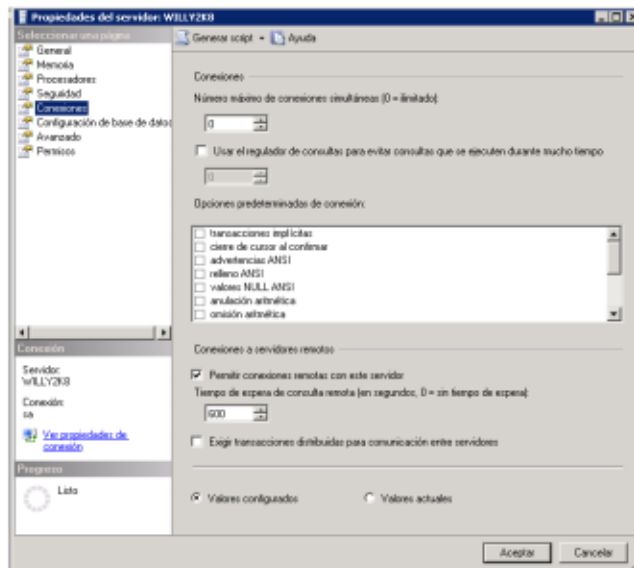 Propiedades del servidor: WILLY2K8
Seleccionar una página
General
Memoria
Procesadores
Seguridad
Conexiones
Configuración de base de datos
Avanzado
Permisos
Generar script
Ayuda
Conexiones
Número máximo de conexiones simultáneas (0 = ilimitado):
0
Usar el regulador de consultas para evitar consultas que se ejecuten durante mucho tiempo
0
Opciones predeterminadas de conexión:
transacciones implícitas
cierre de cursor al confirmar
advertencias ANSI
relleno ANSI
valores NULL ANSI
anulación aritmética
omisión aritmética
Conexión
Servidor:
WILLY2K8
Conexión:
sa
Ver propiedades de
conexión
Progreso
Listo
Conexiones a servidores remotos
Permitir conexiones remotas con este servidor
Tiempo de espera de consulta remota (en segundos, 0 = sin tiempo de espera):
600
Exigir transacciones distribuidas para comunicación entre servidores
Valores configurados
Valores actuales
Aceptar
Cancelar